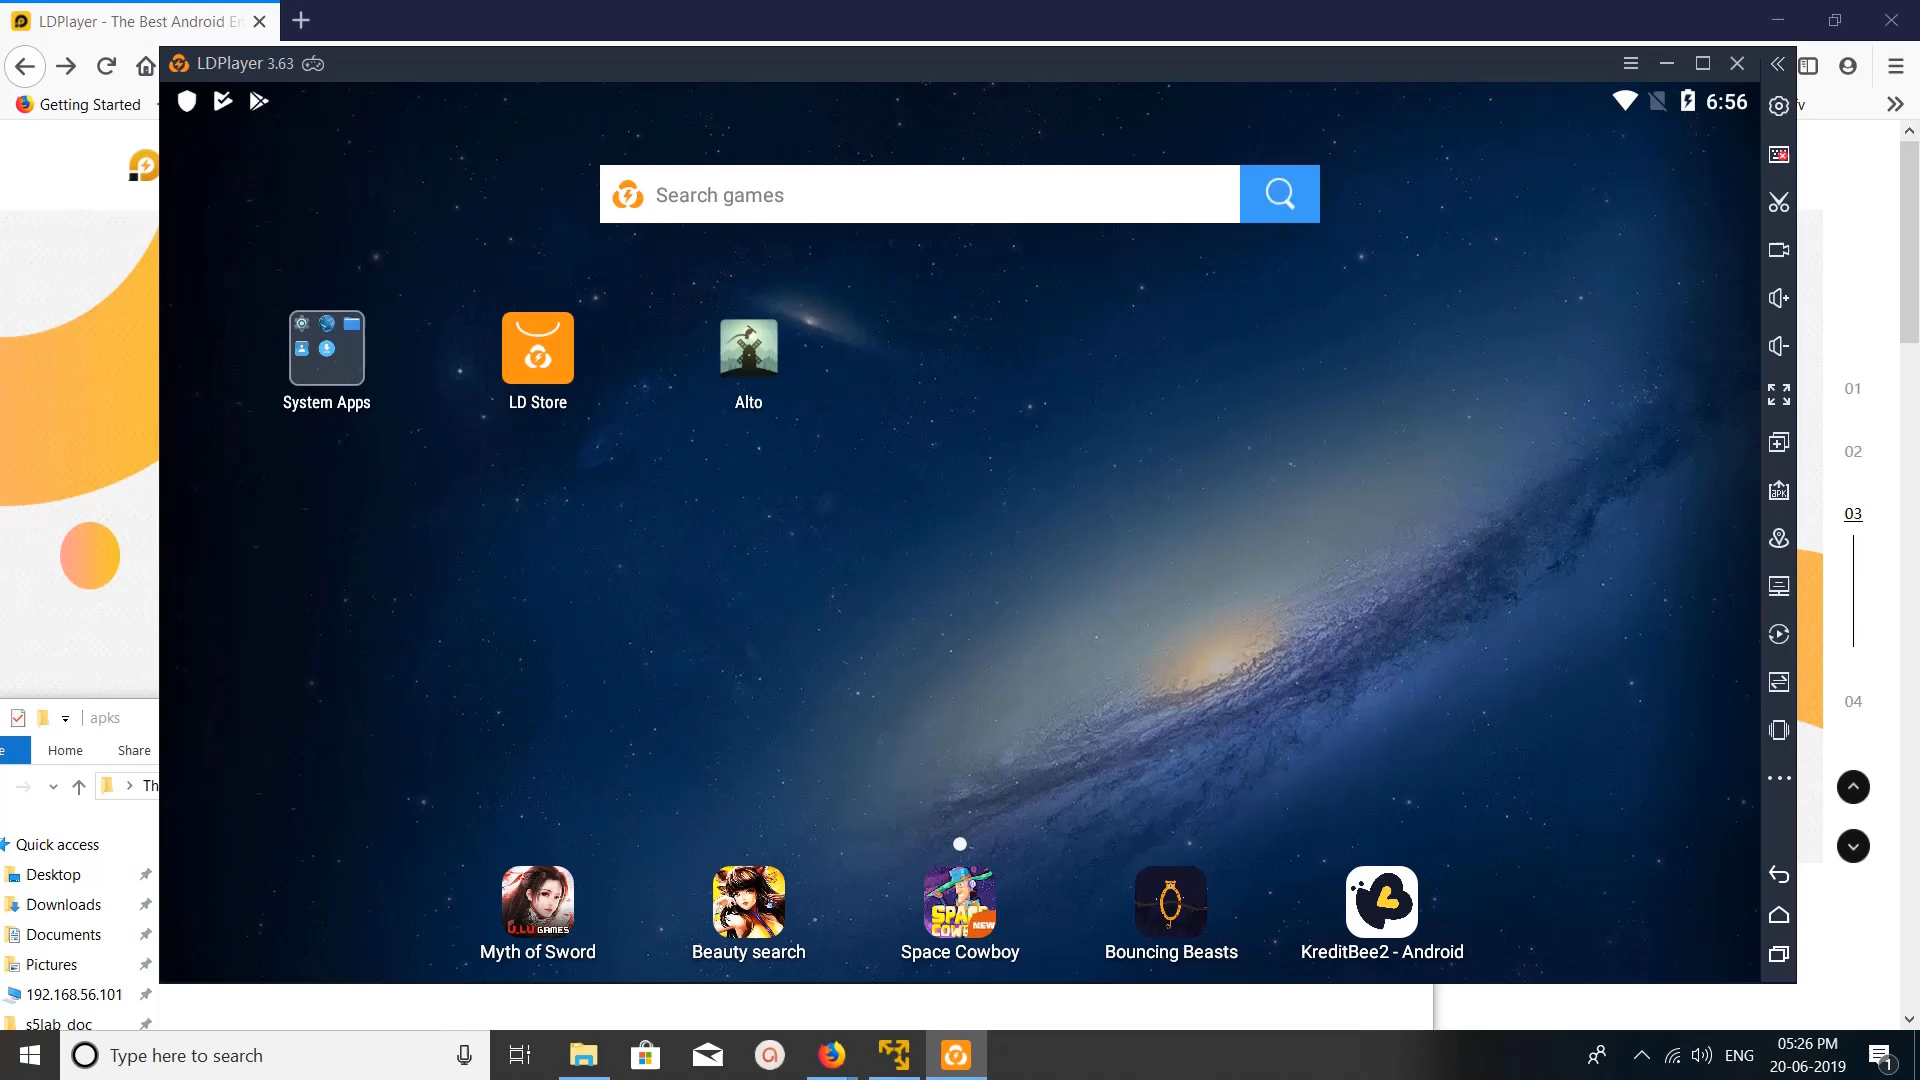 LDPlayer - The Best Android En
LDPlayer 3.63
Getting Started
6:56
Search games
System Apps
LD Store
Alto
01
02
03
04
apks
Home
Share
Th
Quick access
Desktop
Downloads
Documents
Pictures
192.168.56.101
s5lab_doc
Myth of Sword
Beauty search
Space Cowboy
Bouncing Beasts
KreditBee2 - Android
NEW
APK
Type here to search
ENG
05:26 PM
20-06-2019
1